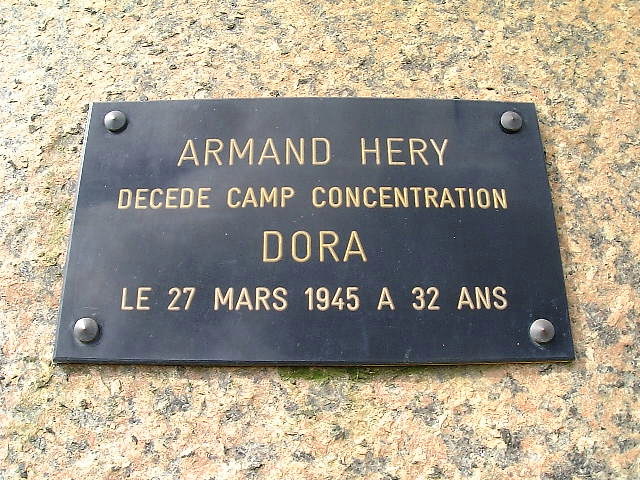 ARMAND HERY
DECEDE CAMP CONCENTRATION
DORA
LE 27 MARS 1945 A 32 ANS